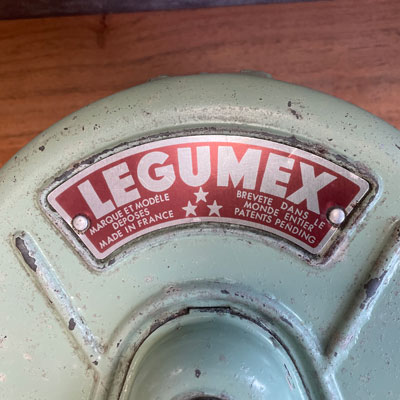 LEGUMEX
MARQUE ET MODÈLE
DÉPOSÉS
MADE IN FRANCE
BREVETÉ DANS LE
MONDE ENTIER
PATENTS PENDING